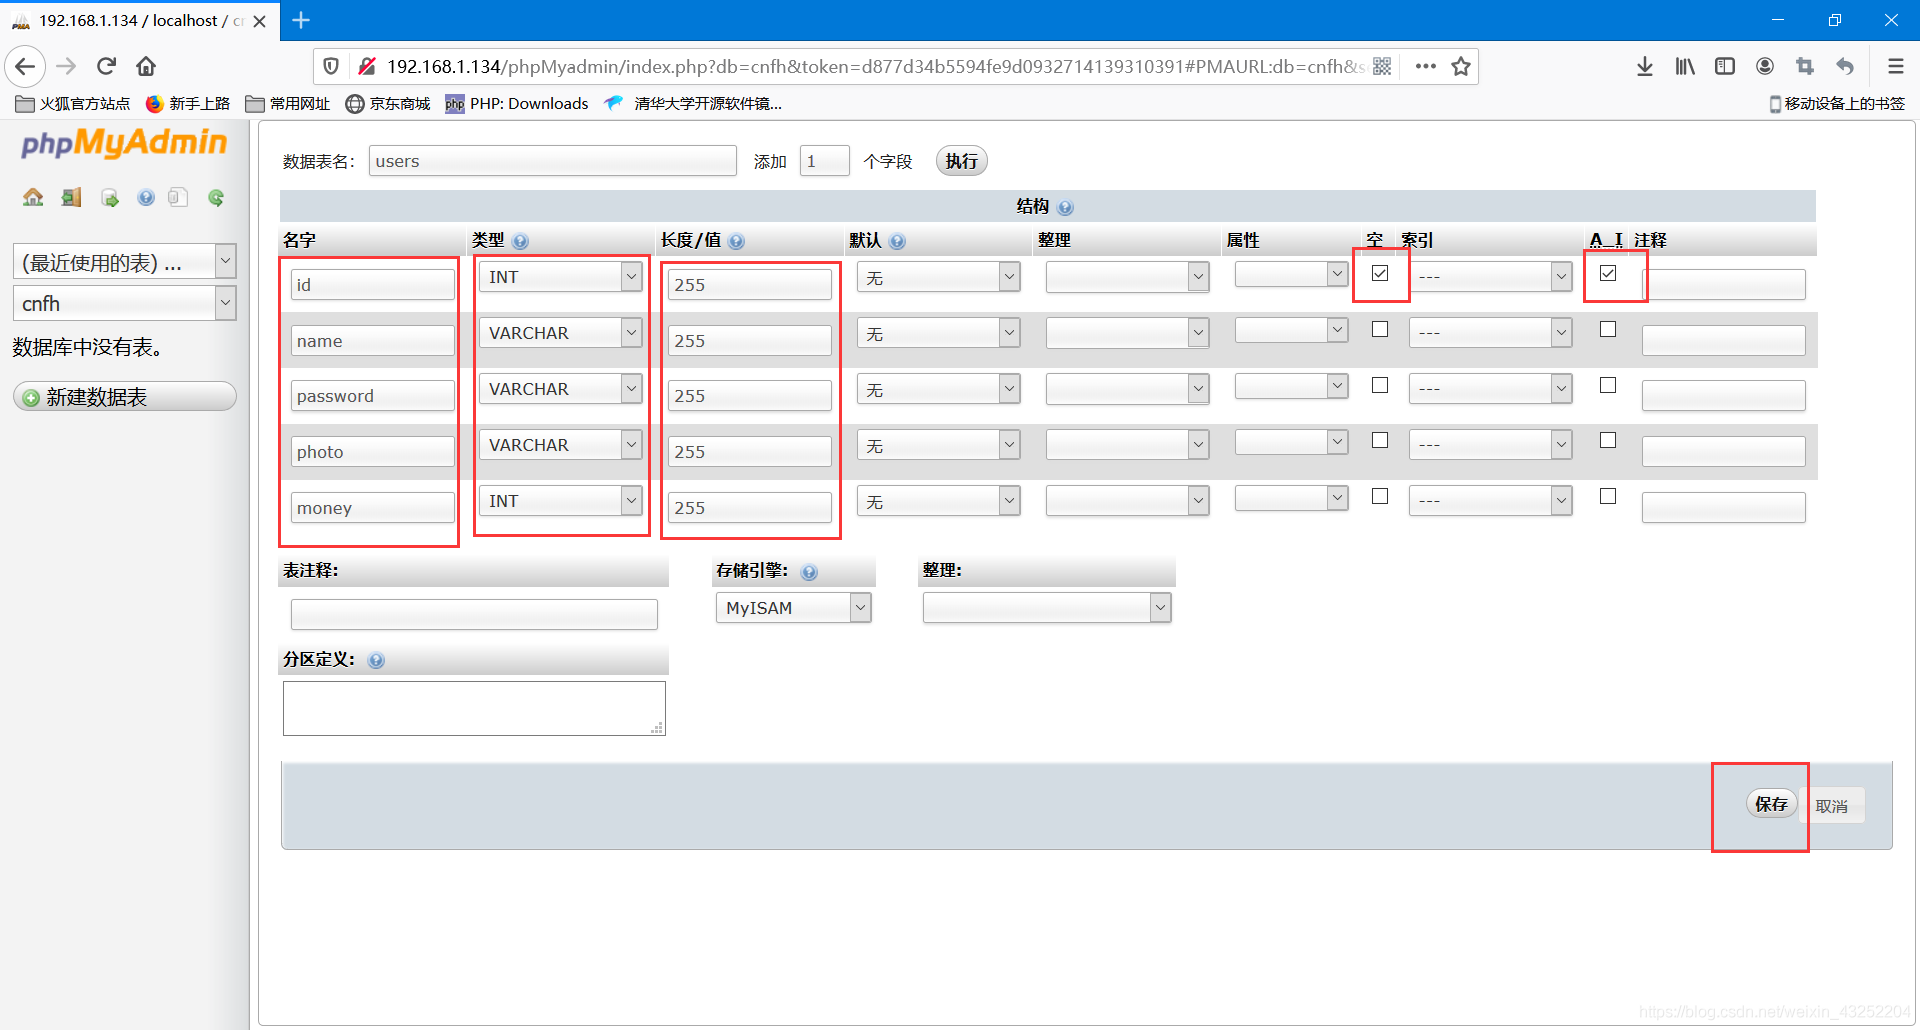 192.168.1.134 / localhost / cn
192.168.1.134/phpMyadmin/index.php?db=cnfh&token=d877d34b5594fe9d0932714139310391#PMAURL:db=cnfh&s
火狐官方站点 新手上路 常用网址 京东商城 php PHP: Downloads 清华大学开源软件镜... 移动设备上的书签
phpMyAdmin
(最近使用的表) ...
cnfh
数据库中没有表。
新建数据表
数据表名： users 添加 1 个字段 执行
结构
名字 类型 长度/值 默认 整理 属性 空 索引 A_I 注释
id INT 255 无 ---
name VARCHAR 255 无 ---
password VARCHAR 255 无 ---
photo VARCHAR 255 无 ---
money INT 255 无 ---
表注释: 存储引擎: 整理:
MyISAM
分区定义:
保存 取消
https://blog.csdn.net/weixin_43252204